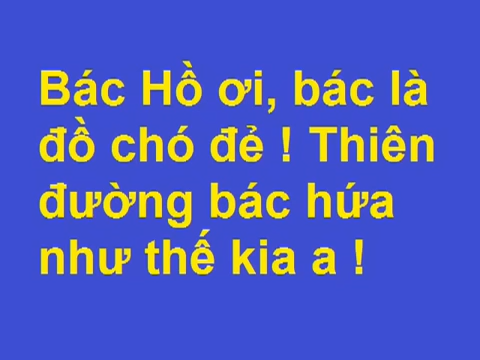 Bác Hồ ơi, bác là
đồ chó đẻ ! Thiên
đường bác hứa
như thế kia a !